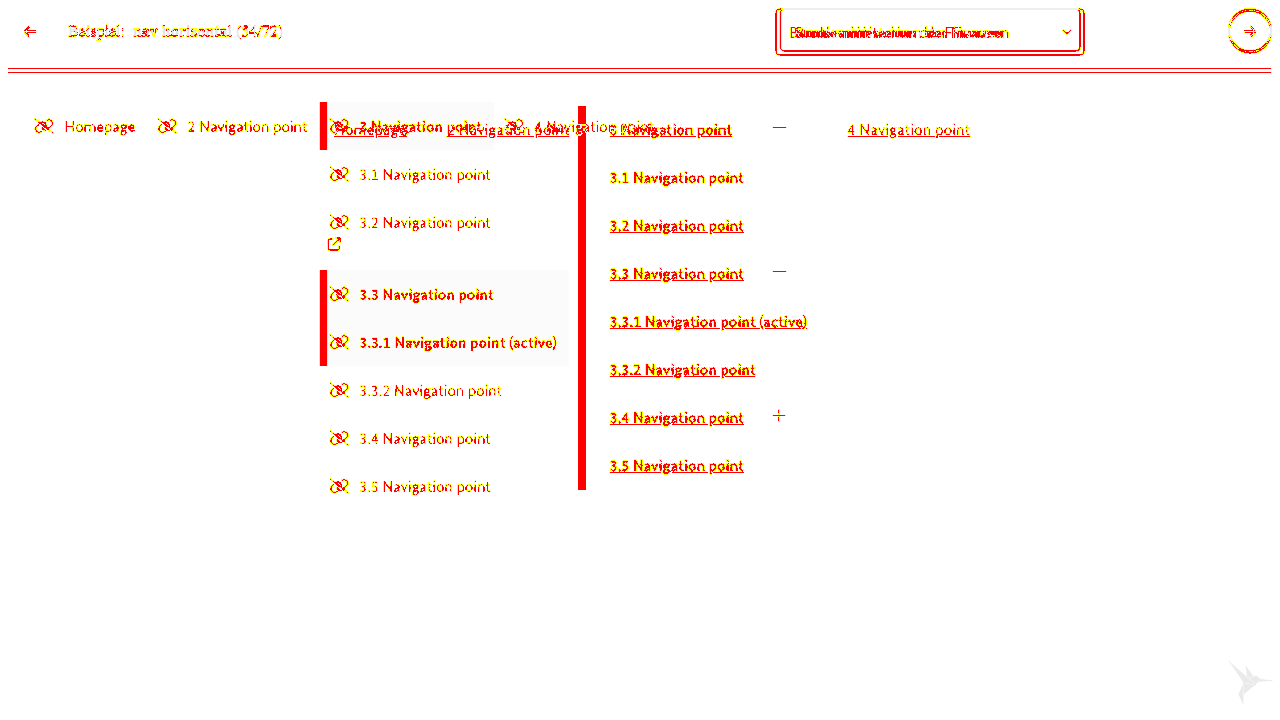 Beispiel: nav horizontal (34/72)
Homepage 2 Navigation point 3 Navigation point 4 Navigation point
Homepage 2 Navigation point 3 Navigation point 4 Navigation point
3.1 Navigation point
3.1 Navigation point
3.2 Navigation point
3.2 Navigation point
3.3 Navigation point
3.3 Navigation point
3.3.1 Navigation point (active)
3.3.1 Navigation point (active)
3.3.2 Navigation point
3.3.2 Navigation point
3.4 Navigation point
3.4 Navigation point
3.5 Navigation point
3.5 Navigation point